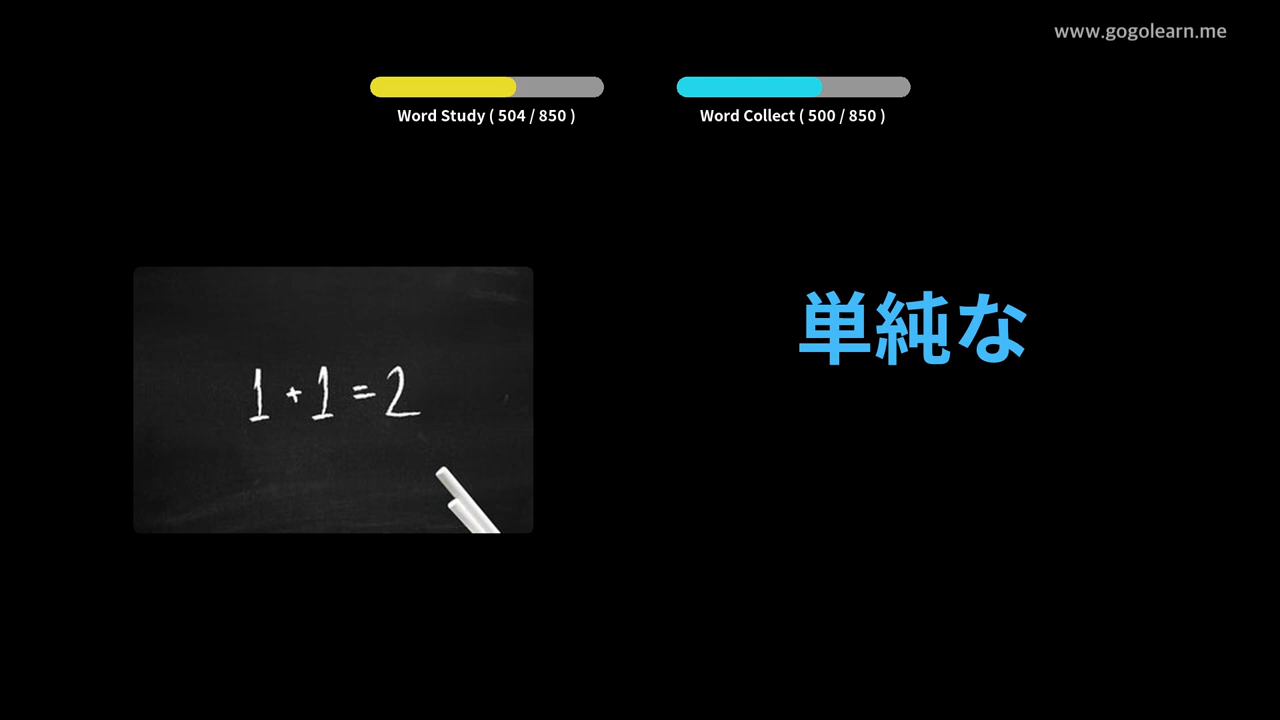 www.gogolearn.me
Word Study ( 504 / 850 )
Word Collect ( 500 / 850 )
1 + 1 = 2
単純な